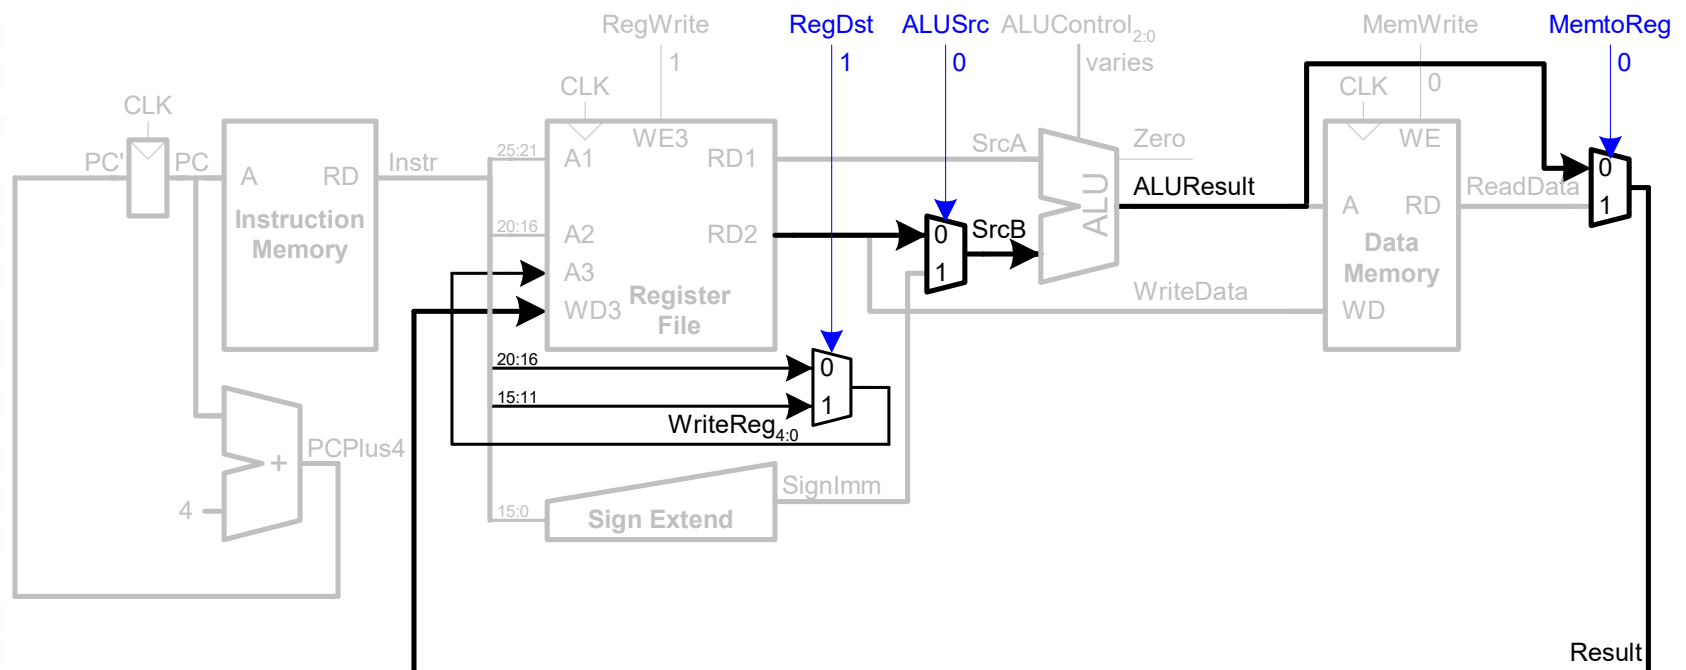 RegWrite RegDst ALUSrc ALUControl2:0 MemWrite MemtoReg
1 1 0 varies 0 0
CLK CLK CLK
PC' PC
A RD
Instruction
Memory
Instr
25:21
20:16
WE3
A1 RD1
A2 RD2
A3
WD3
Register
File
SrcA
0
1
SrcB
ALU
Zero
ALUResult
WriteData
WE
A RD
Data
Memory
WD
ReadData
0
1
20:16
15:11
0
1
WriteReg4:0
+
PCPlus4
4
15:0
Sign Extend
SignImm
Result